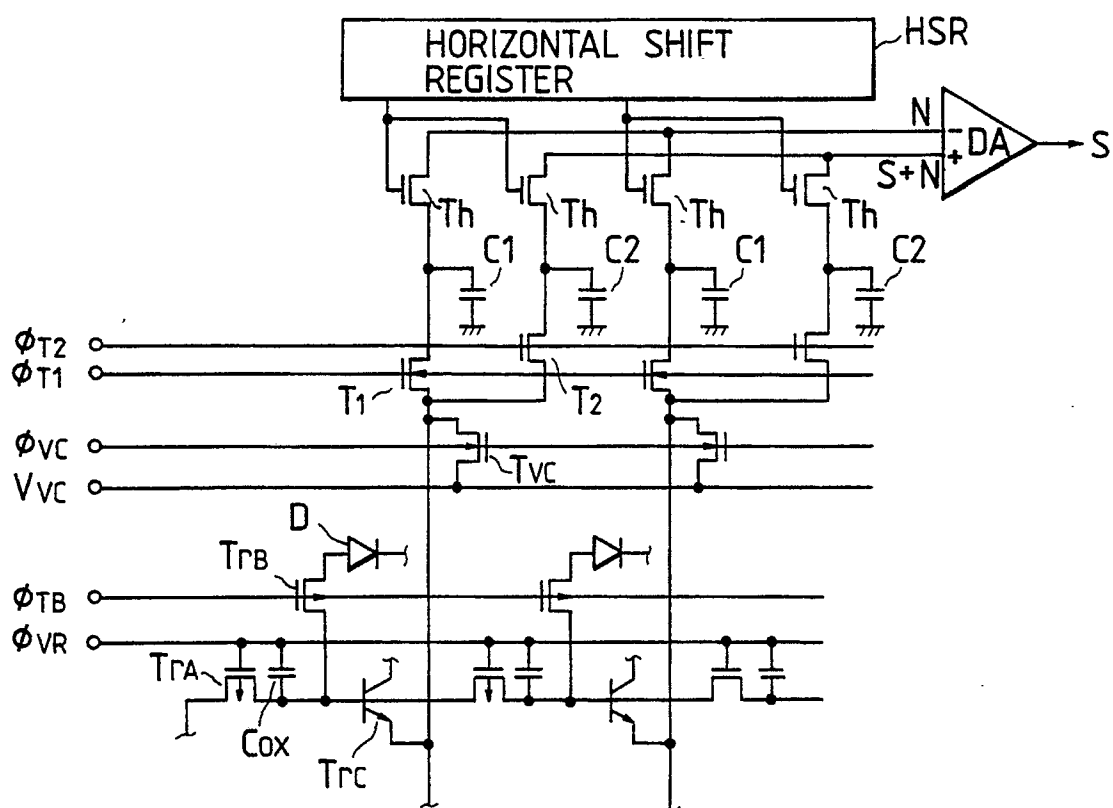 HORIZONTAL SHIFT
REGISTER
HSR
N
-
DA
S
+
S+N
Th
Th
Th
Th
C1
C2
C1
C2
ΦT2
ΦT1
T1
T2
ΦVC
TVC
VVC
D
TrB
ΦTB
ΦVR
TrA
COX
TrC